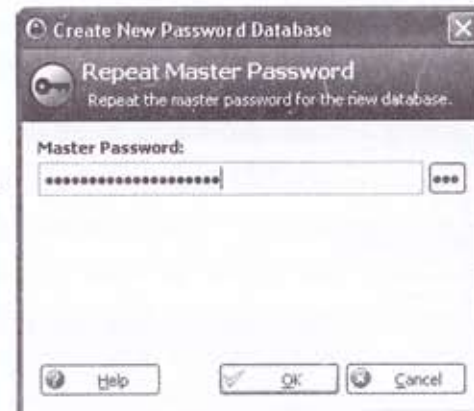 Create New Password Database
Repeat Master Password
Repeat the master password for the new database.
Master Password:
••••••••••••••••••••
•••
Help
OK
Cancel